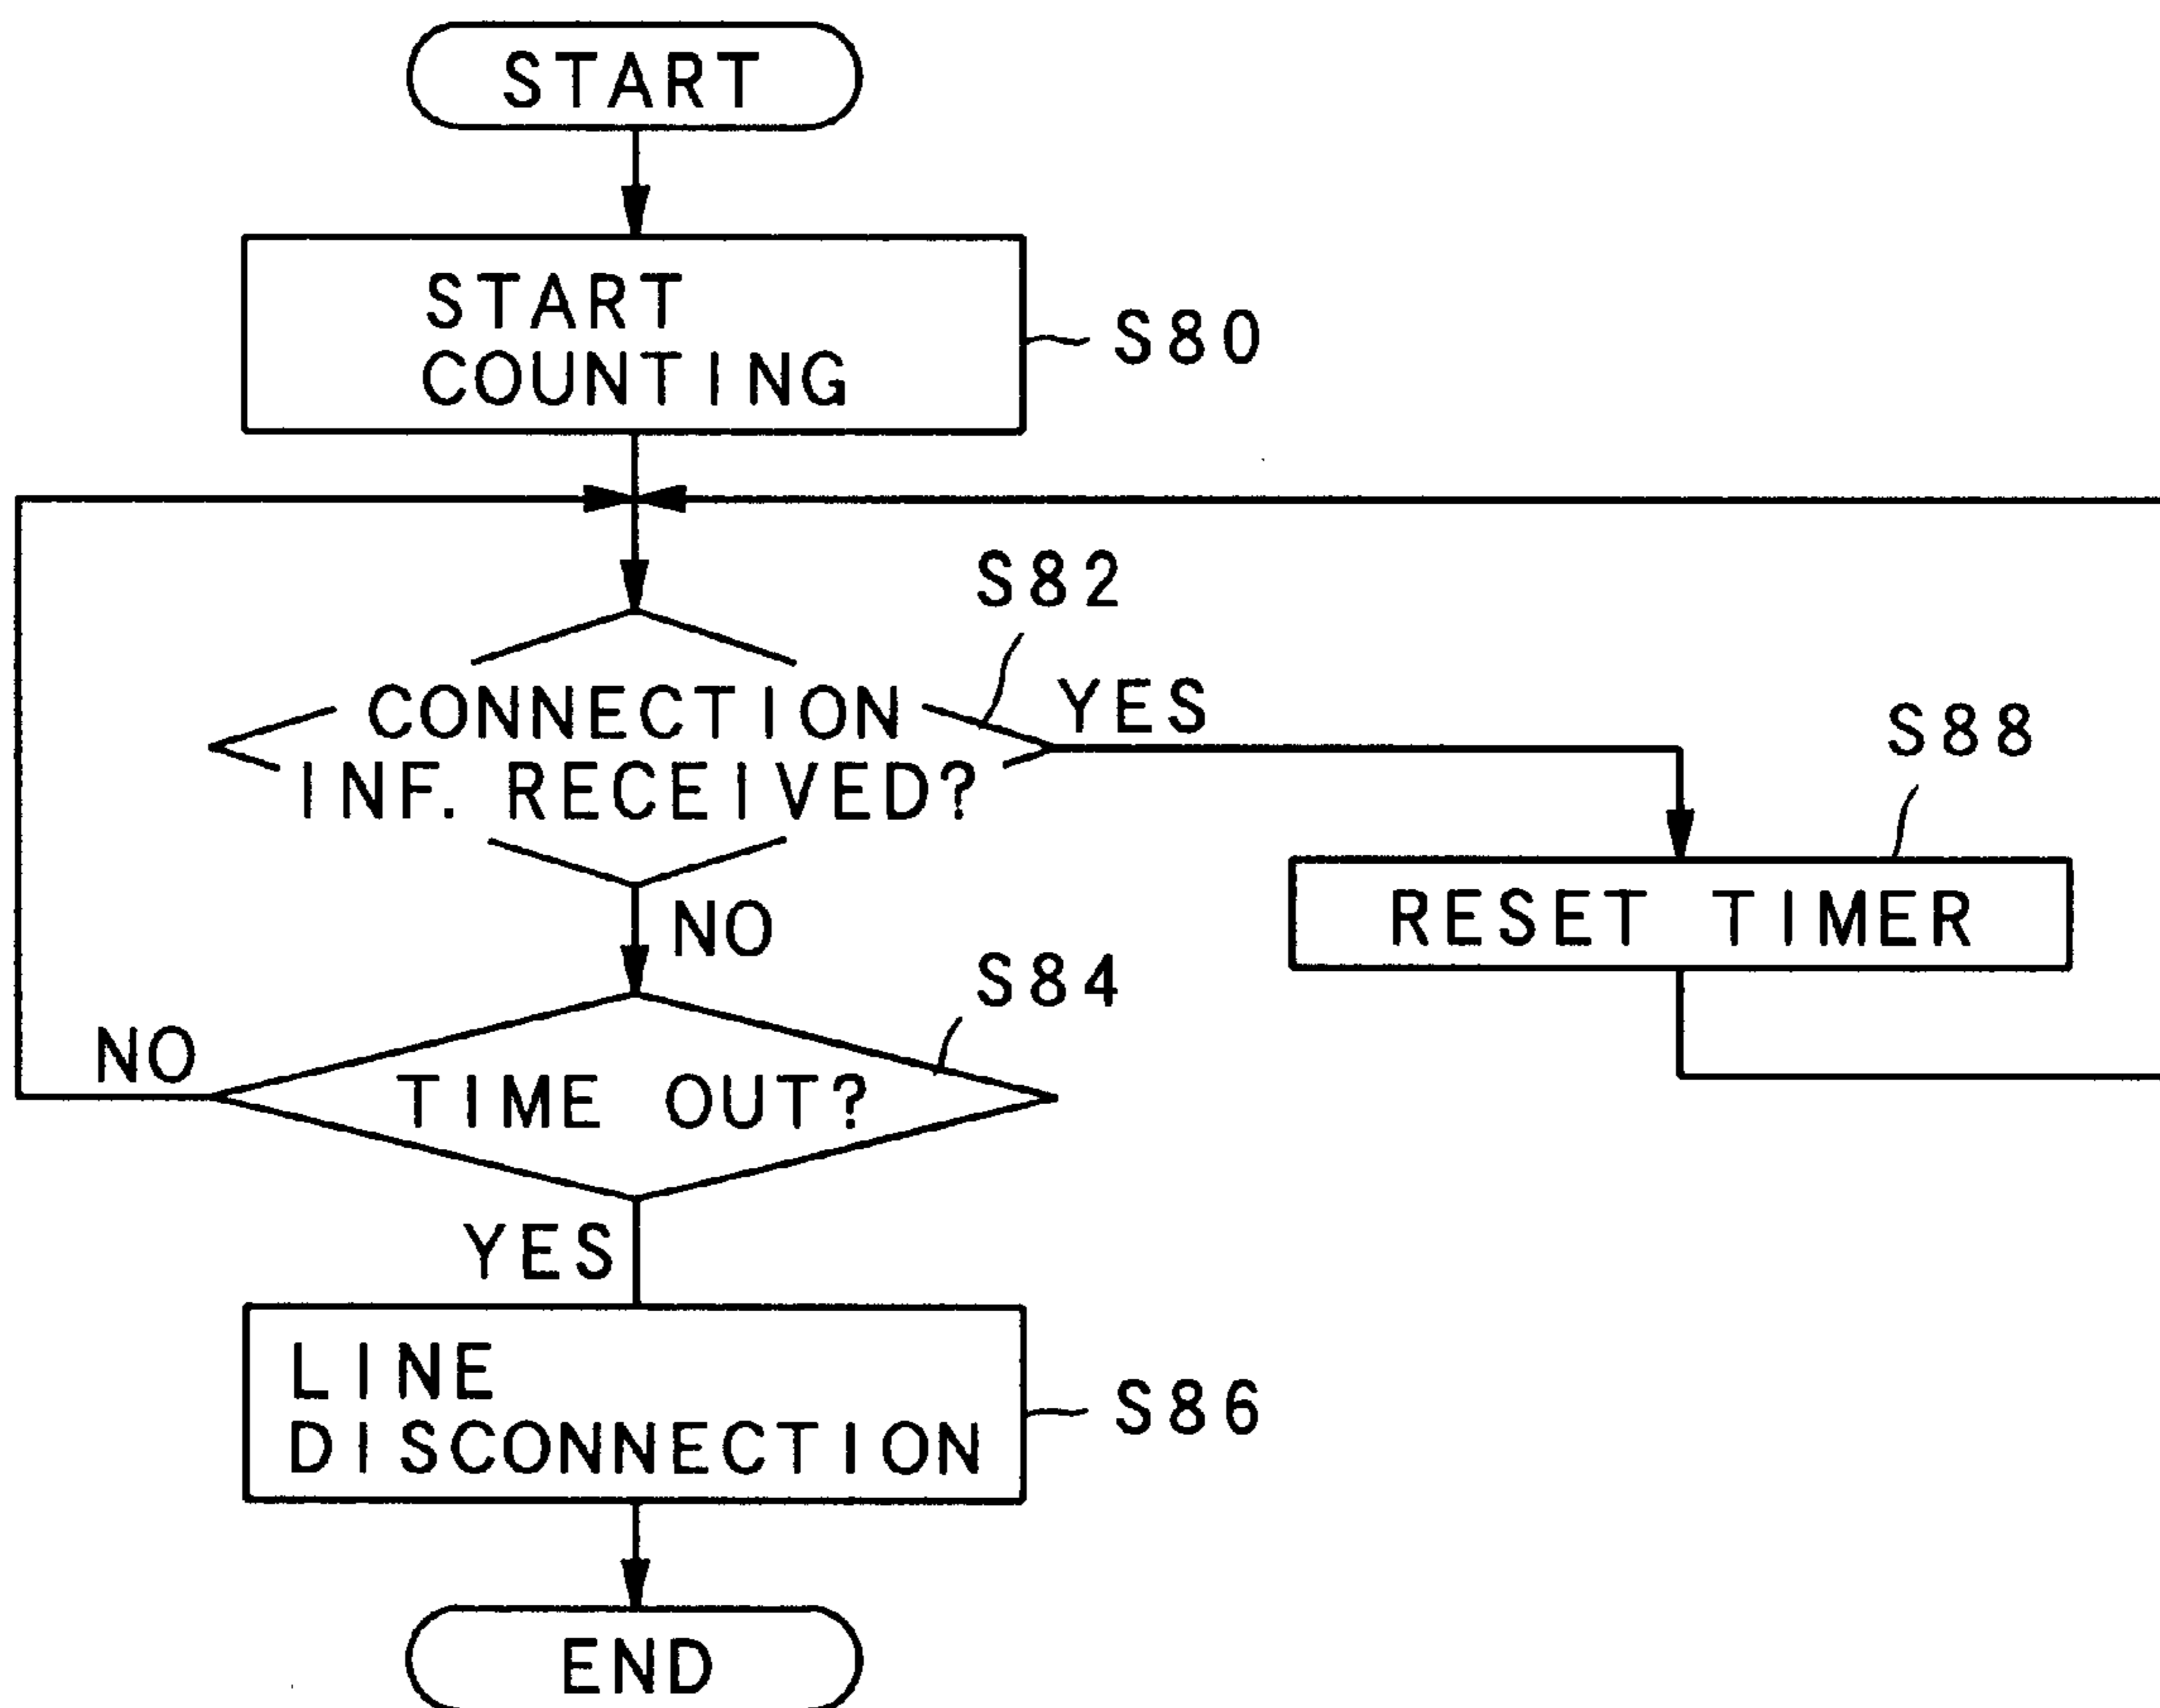 START
START
COUNTING
S80
S82
CONNECTION
INF. RECEIVED?
YES
S88
RESET TIMER
NO
S84
TIME OUT?
NO
YES
LINE
DISCONNECTION
S86
END